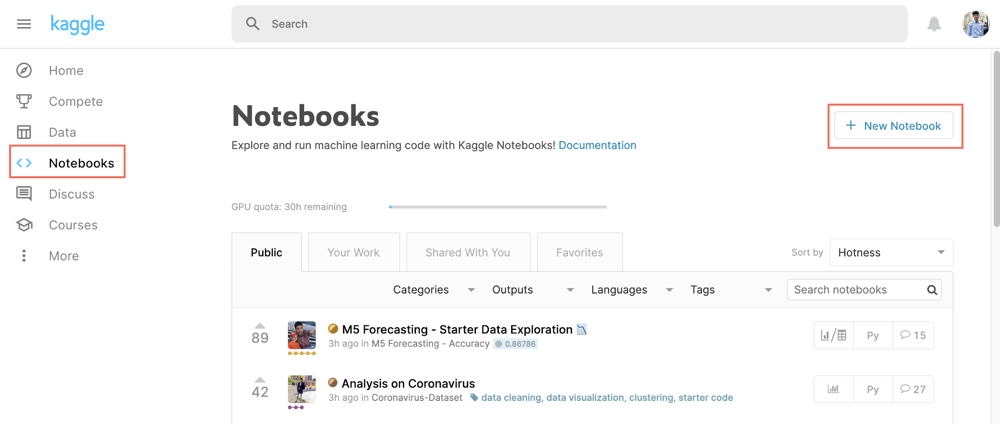 kaggle
Search
Home
Compete
Data
Notebooks
Discuss
Courses
More
Notebooks
+ New Notebook
Explore and run machine learning code with Kaggle Notebooks! Documentation
GPU quota: 30h remaining
Public Your Work Shared With You Favorites Sort by Hotness
Categories Outputs Languages Tags Search notebooks
89 M5 Forecasting - Starter Data Exploration
3h ago in M5 Forecasting - Accuracy 0.86786
Py 15
42 Analysis on Coronavirus
3h ago in Coronavirus-Dataset data cleaning, data visualization, clustering, starter code
Py 27